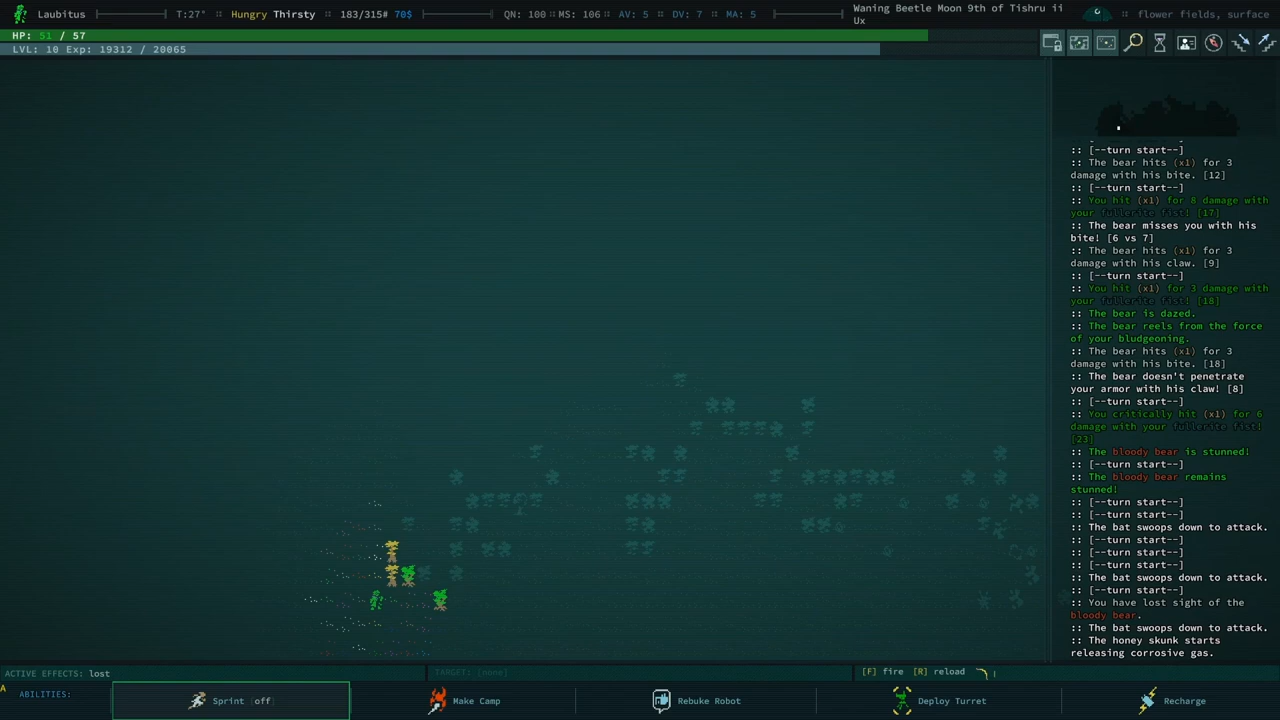 Laubitus T:27° Hungry Thirsty 183/315# 70$ QN: 100 MS: 106 AV: 5 DV: 7 MA: 5 Waning Beetle Moon 9th of Tishru ii Ux flower fields, surface
HP: 51 / 57
LVL: 10 Exp: 19312 / 20065
:: [--turn start--]
:: The bear hits (x1) for 3
damage with his bite. [12]
:: [--turn start--]
:: You hit (x1) for 8 damage with
your fullerite fist! [17]
:: The bear misses you with his
bite! [6 vs 7]
:: The bear hits (x1) for 3
damage with his claw. [9]
:: [--turn start--]
:: You hit (x1) for 3 damage with
your fullerite fist! [18]
:: The bear is dazed.
:: The bear reels from the force
of your bludgeoning.
:: The bear hits (x1) for 3
damage with his bite. [18]
:: The bear doesn't penetrate
your armor with his claw! [8]
:: [--turn start--]
:: You critically hit (x1) for 6
damage with your fullerite fist!
[23]
:: The bloody bear is stunned!
:: [--turn start--]
:: The bloody bear remains
stunned!
:: [--turn start--]
:: [--turn start--]
:: The bat swoops down to attack.
:: [--turn start--]
:: [--turn start--]
:: [--turn start--]
:: The bat swoops down to attack.
:: [--turn start--]
:: You have lost sight of the
bloody bear.
:: The bat swoops down to attack.
:: The honey skunk starts
releasing corrosive gas.
ACTIVE EFFECTS: lost TARGET: [none] [F] fire [R] reload
A ABILITIES: Sprint [off] Make Camp Rebuke Robot Deploy Turret Recharge